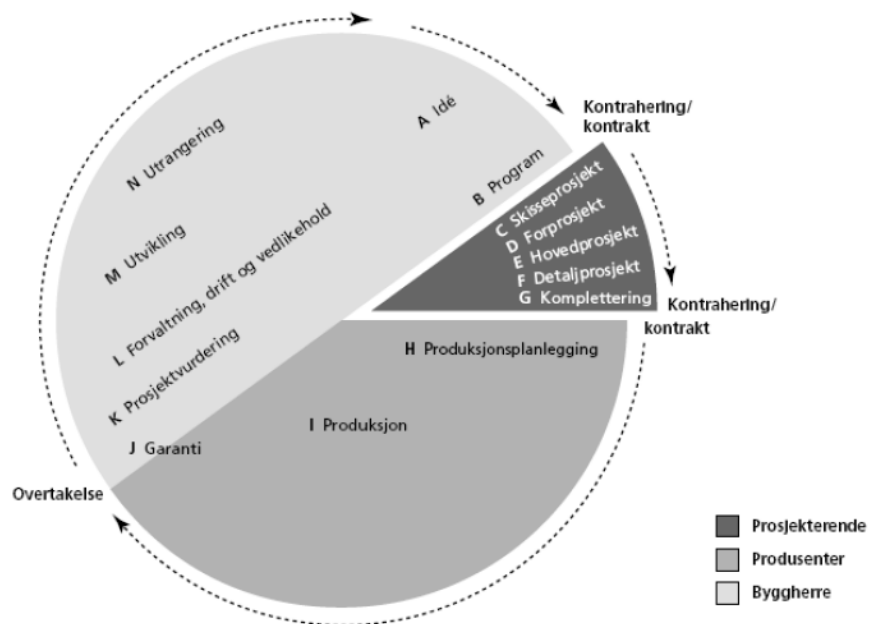 A Idé
Kontrahering/
kontrakt
B Program
C Skisseprosjekt
D Forprosjekt
E Hovedprosjekt
F Detaljprosjekt
G Komplettering
Kontrahering/
kontrakt
H Produksjonsplanlegging
I Produksjon
J Garanti
Overtakelse
K Prosjektvurdering
L Forvaltning, drift og vedlikehold
M Utvikling
N Utrangering
Prosjekterende
Produsenter
Byggherre